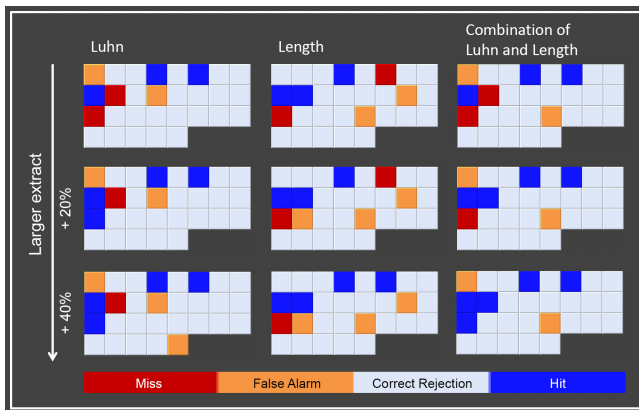 Luhn
Length
Combination of
Luhn and Length
Larger extract
+ 20%
+ 40%
Miss
False Alarm
Correct Rejection
Hit